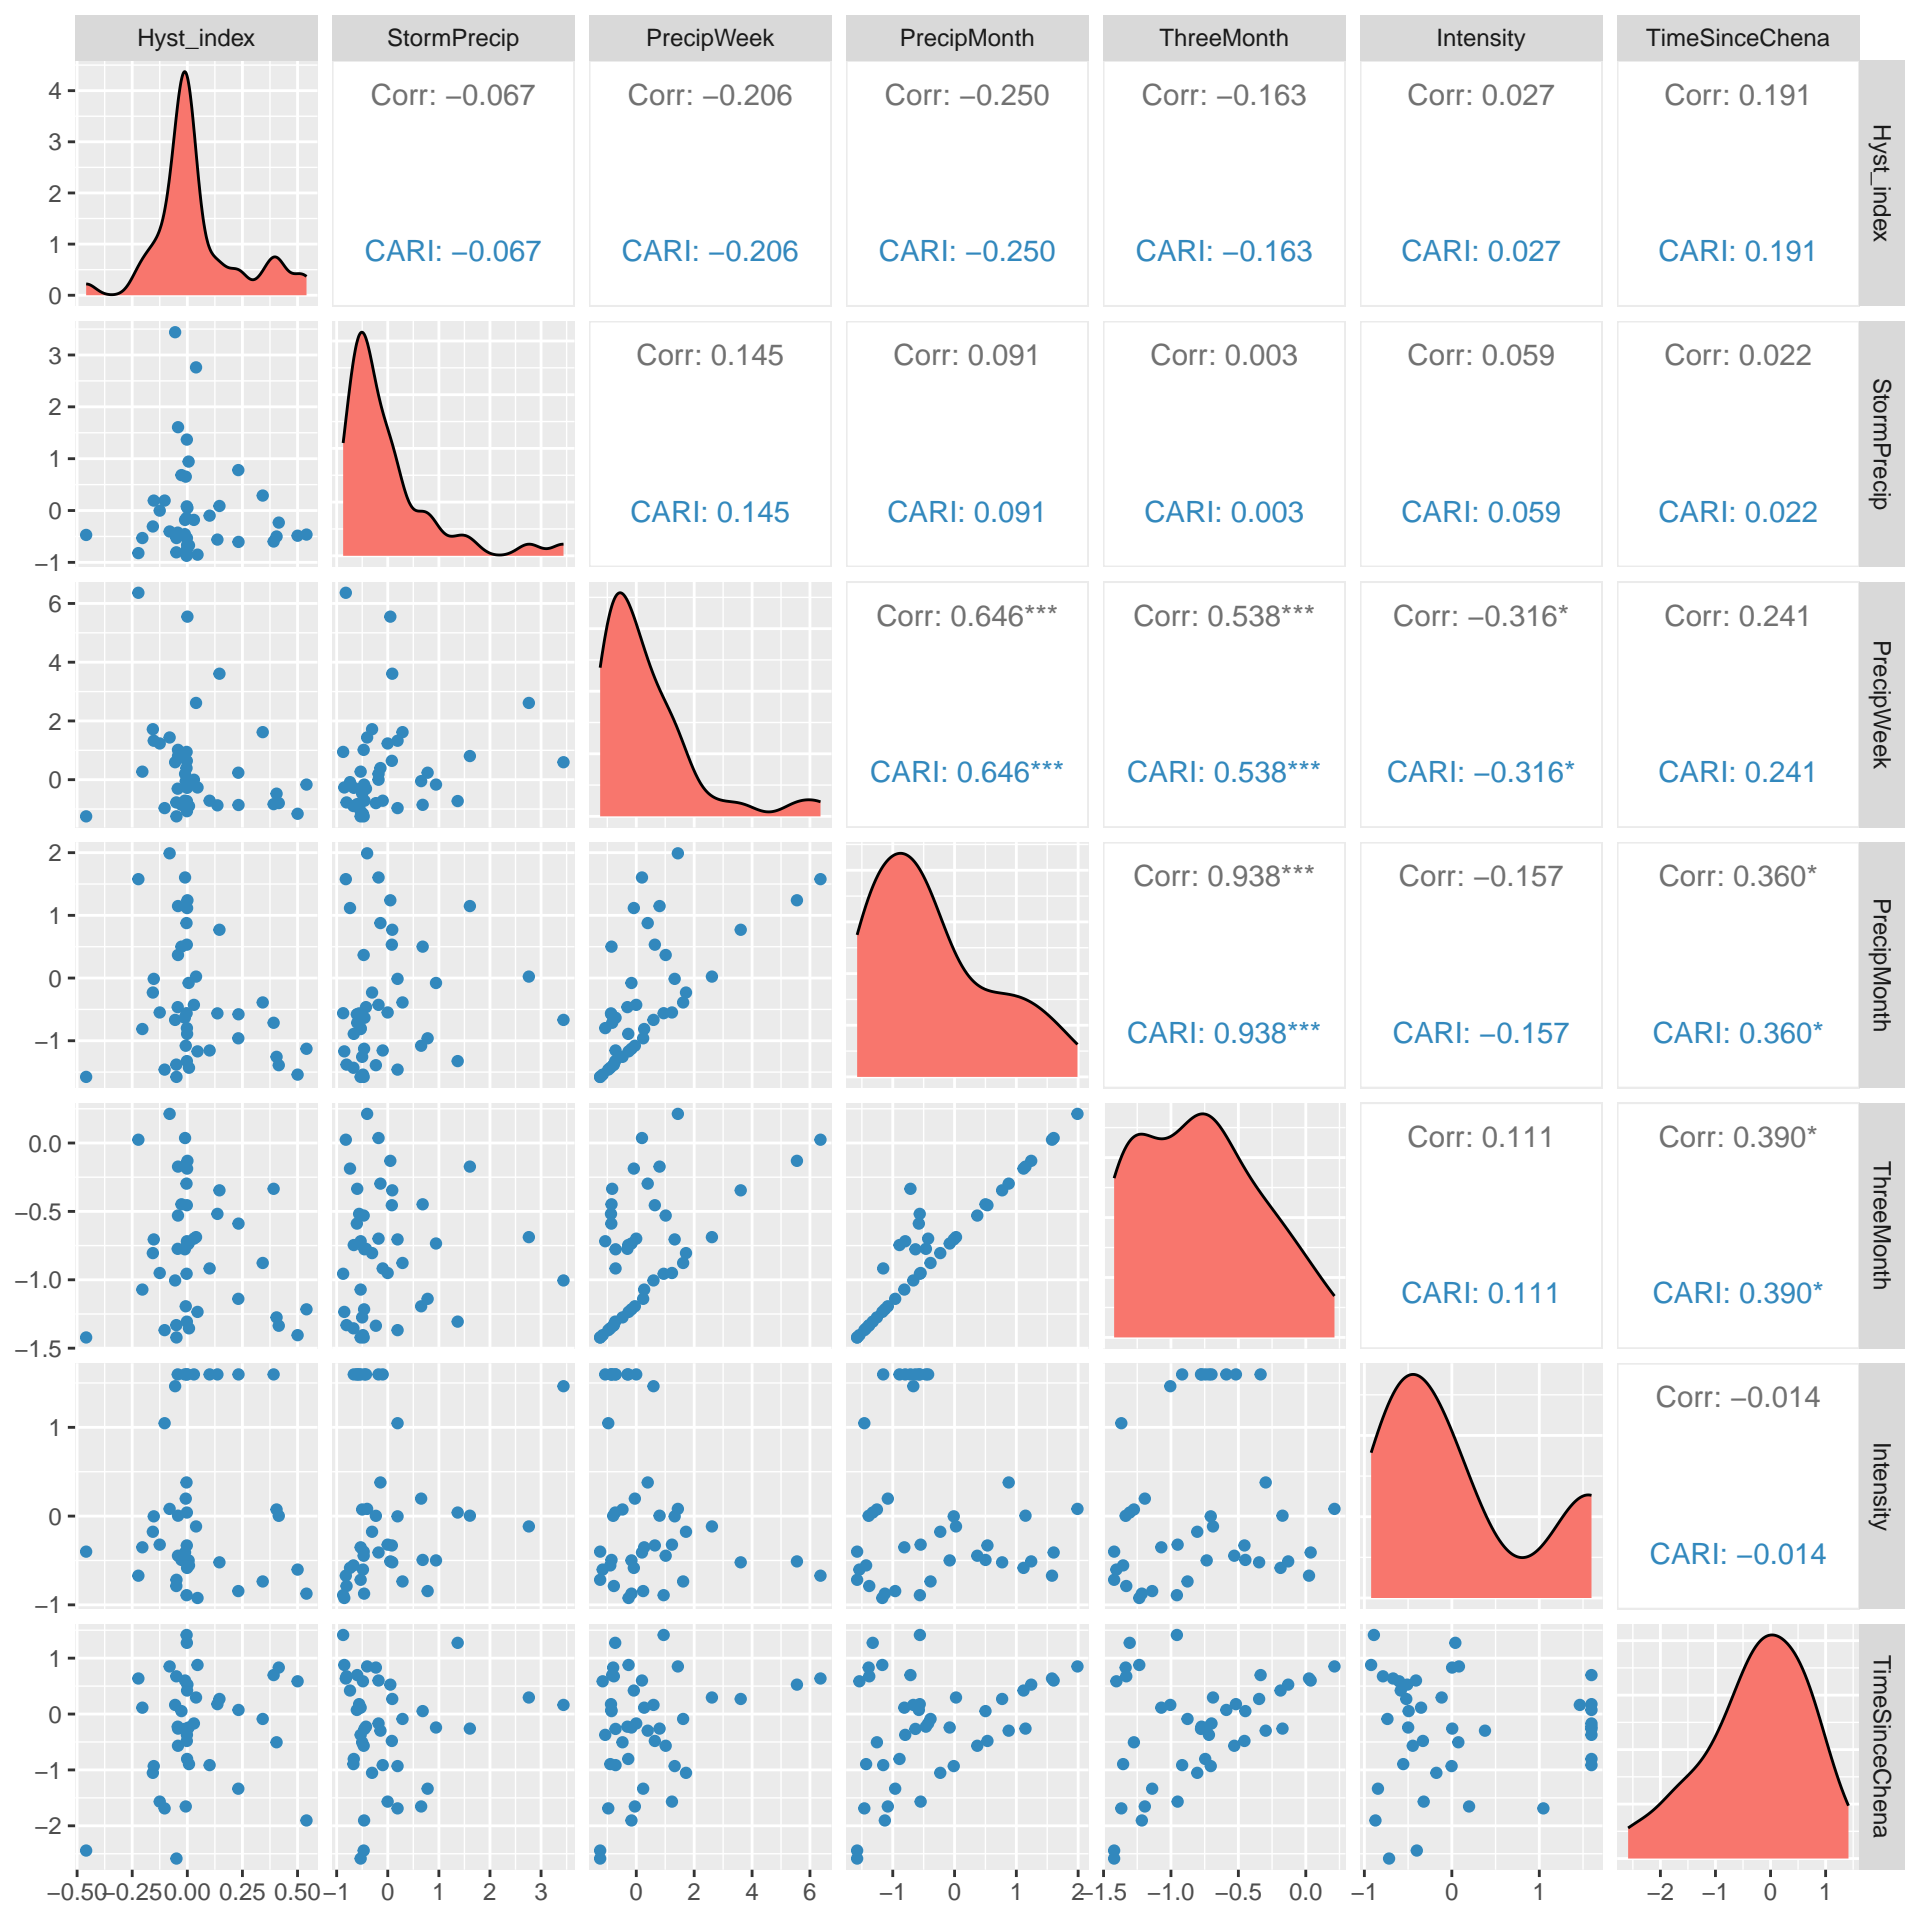 Hyst_index StormPrecip PrecipWeek PrecipMonth ThreeMonth Intensity TimeSinceChena
4
3
2
1
0
Corr: −0.067 Corr: −0.206 Corr: −0.250 Corr: −0.163 Corr: 0.027 Corr: 0.191
CARI: −0.067 CARI: −0.206 CARI: −0.250 CARI: −0.163 CARI: 0.027 CARI: 0.191
Hyst_index
3
2
1
0
−1
Corr: 0.145 Corr: 0.091 Corr: 0.003 Corr: 0.059 Corr: 0.022
CARI: 0.145 CARI: 0.091 CARI: 0.003 CARI: 0.059 CARI: 0.022
StormPrecip
6
4
2
0
Corr: 0.646*** Corr: 0.538*** Corr: −0.316* Corr: 0.241
CARI: 0.646*** CARI: 0.538*** CARI: −0.316* CARI: 0.241
PrecipWeek
2
1
0
−1
Corr: 0.938*** Corr: −0.157 Corr: 0.360*
CARI: 0.938*** CARI: −0.157 CARI: 0.360*
PrecipMonth
0.0
−0.5
−1.0
−1.5
Corr: 0.111 Corr: 0.390*
CARI: 0.111 CARI: 0.390*
ThreeMonth
1
0
−1
Corr: −0.014
CARI: −0.014
Intensity
1
0
−1
−2
TimeSinceChena
−0.50 −0.25 0.00 0.25 0.50 −1 0 1 2 3 0 2 4 6 −1 0 1 2 −1.5 −1.0 −0.5 0.0 −1 0 1 −2 −1 0 1